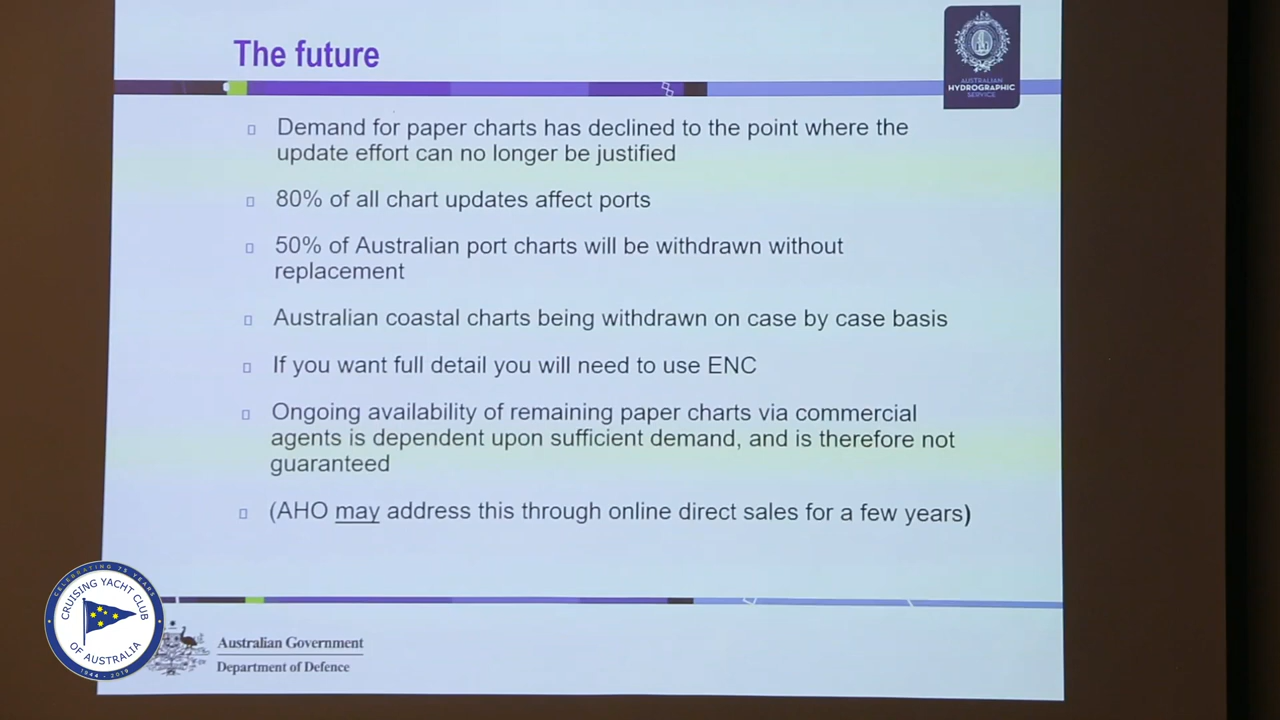 The future
AUSTRALIAN
HYDROGRAPHIC
SERVICE
Demand for paper charts has declined to the point where the
update effort can no longer be justified
80% of all chart updates affect ports
50% of Australian port charts will be withdrawn without
replacement
Australian coastal charts being withdrawn on case by case basis
If you want full detail you will need to use ENC
Ongoing availability of remaining paper charts via commercial
agents is dependent upon sufficient demand, and is therefore not
guaranteed
(AHO may address this through online direct sales for a few years)
CELEBRATING 75 YEARS
CRUISING YACHT CLUB
OF AUSTRALIA
1944 - 2019
Australian Government
Department of Defence